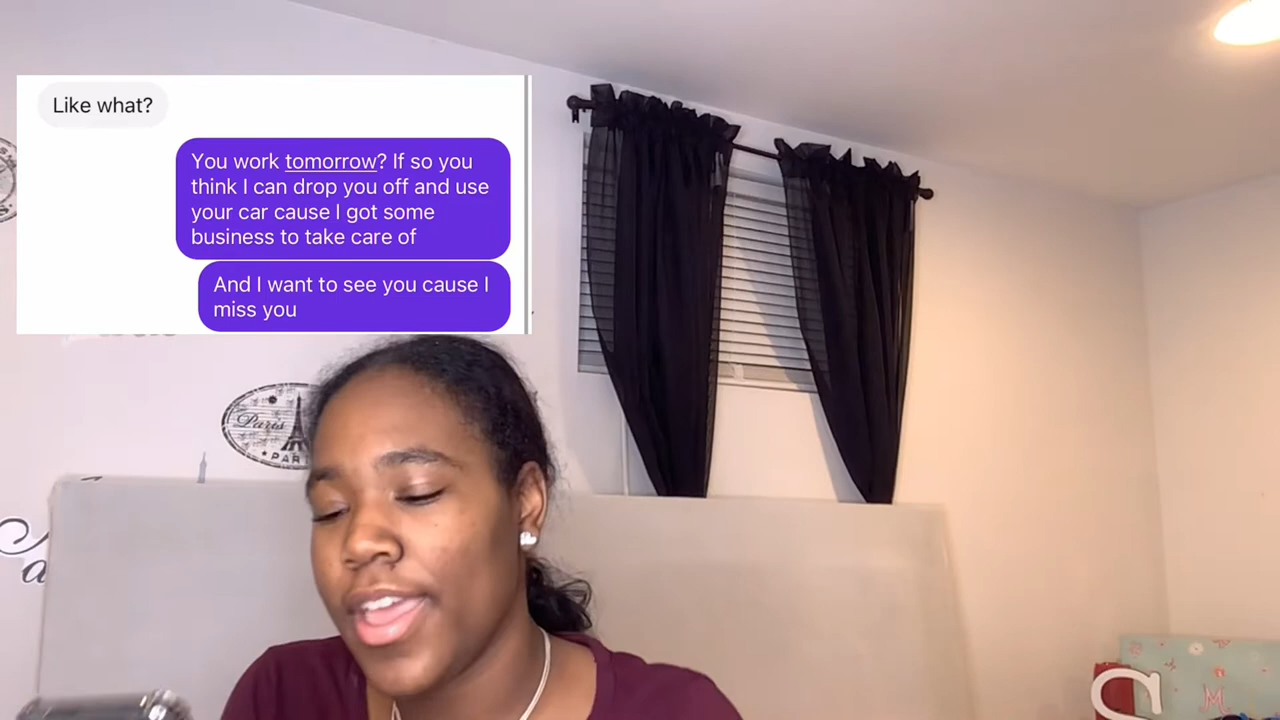 Like what?
You work tomorrow? If so you
think I can drop you off and use
your car cause I got some
business to take care of
And I want to see you cause I
miss you
Paris
PARI
a
M